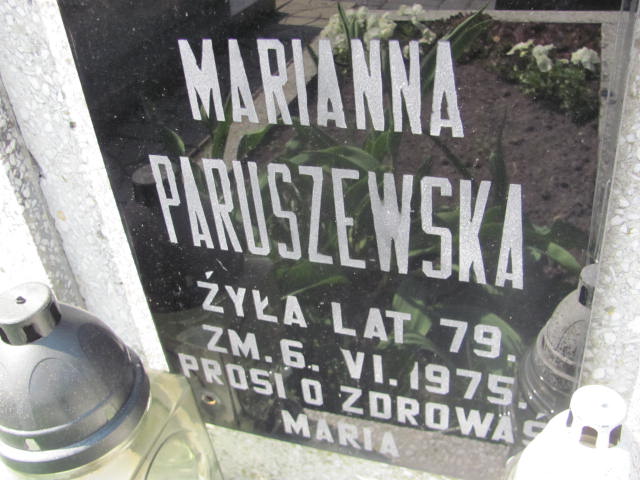 MARIANNA
PARUSZEWSKA
ŻYŁA LAT 79.
ZM. 6. VI. 1975.
PROSI O ZDROWAŚ
MARIA